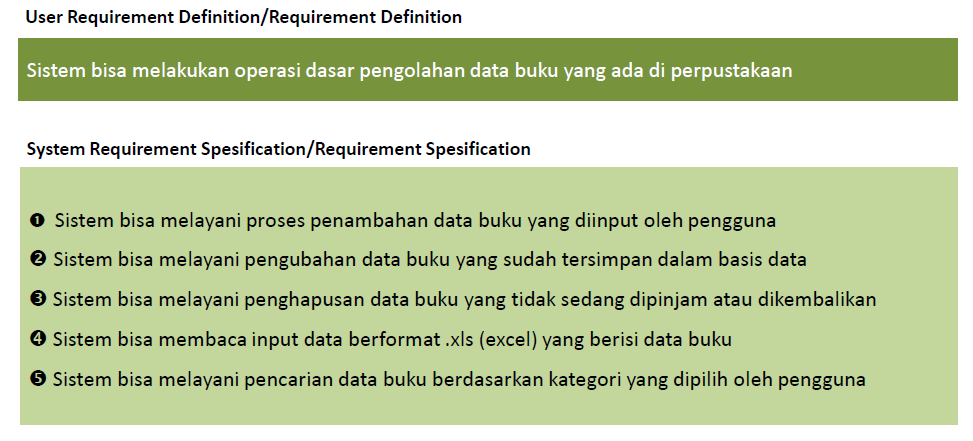 User Requirement Definition/Requirement Definition
Sistem bisa melakukan operasi dasar pengolahan data buku yang ada di perpustakaan
System Requirement Spesification/Requirement Spesification
❶ Sistem bisa melayani proses penambahan data buku yang diinput oleh pengguna
❷ Sistem bisa melayani pengubahan data buku yang sudah tersimpan dalam basis data
❸ Sistem bisa melayani penghapusan data buku yang tidak sedang dipinjam atau dikembalikan
❹ Sistem bisa membaca input data berformat .xls (excel) yang berisi data buku
❺ Sistem bisa melayani pencarian data buku berdasarkan kategori yang dipilih oleh pengguna